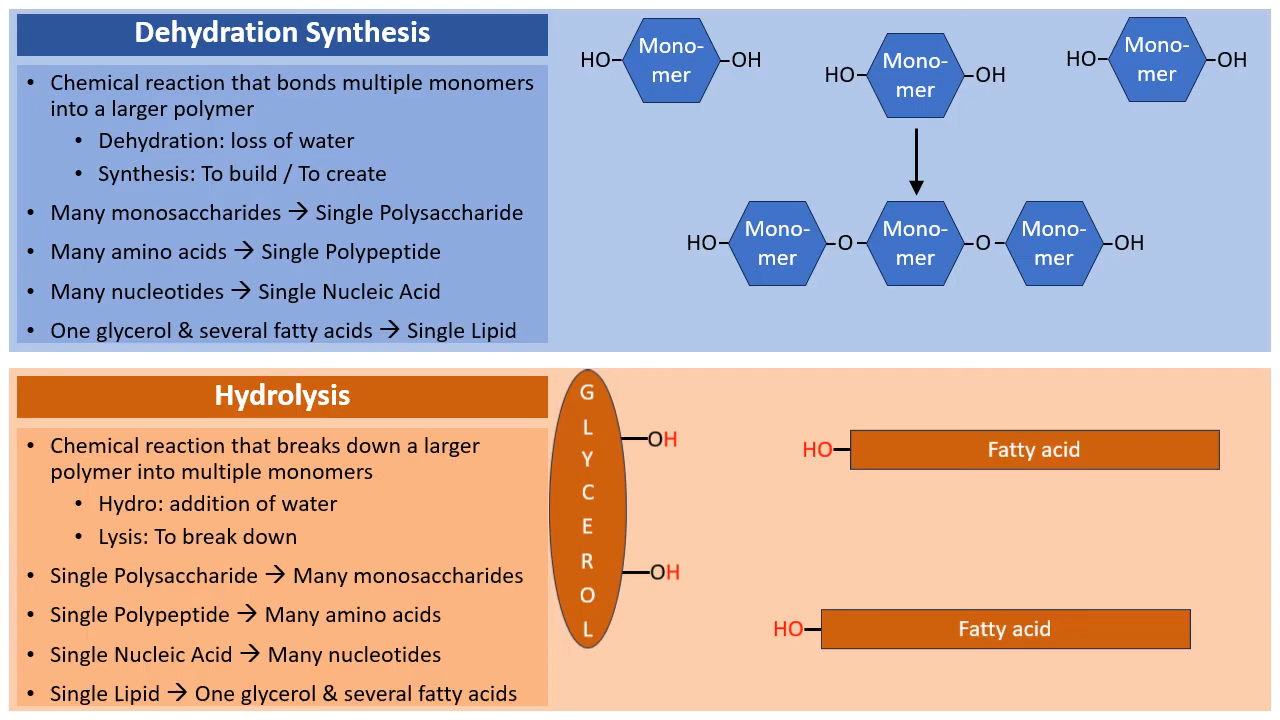 Dehydration Synthesis
• Chemical reaction that bonds multiple monomers
into a larger polymer
• Dehydration: loss of water
• Synthesis: To build / To create
• Many monosaccharides → Single Polysaccharide
• Many amino acids → Single Polypeptide
• Many nucleotides → Single Nucleic Acid
• One glycerol & several fatty acids → Single Lipid
HO Mono- OH
mer
HO Mono- OH
mer
HO Mono- OH
mer
HO Mono- O Mono- O Mono- OH
mer mer mer
Hydrolysis
• Chemical reaction that breaks down a larger
polymer into multiple monomers
• Hydro: addition of water
• Lysis: To break down
• Single Polysaccharide → Many monosaccharides
• Single Polypeptide → Many amino acids
• Single Nucleic Acid → Many nucleotides
• Single Lipid → One glycerol & several fatty acids
G
L
Y
C
E
R
O
L
OH
OH
HO Fatty acid
HO Fatty acid